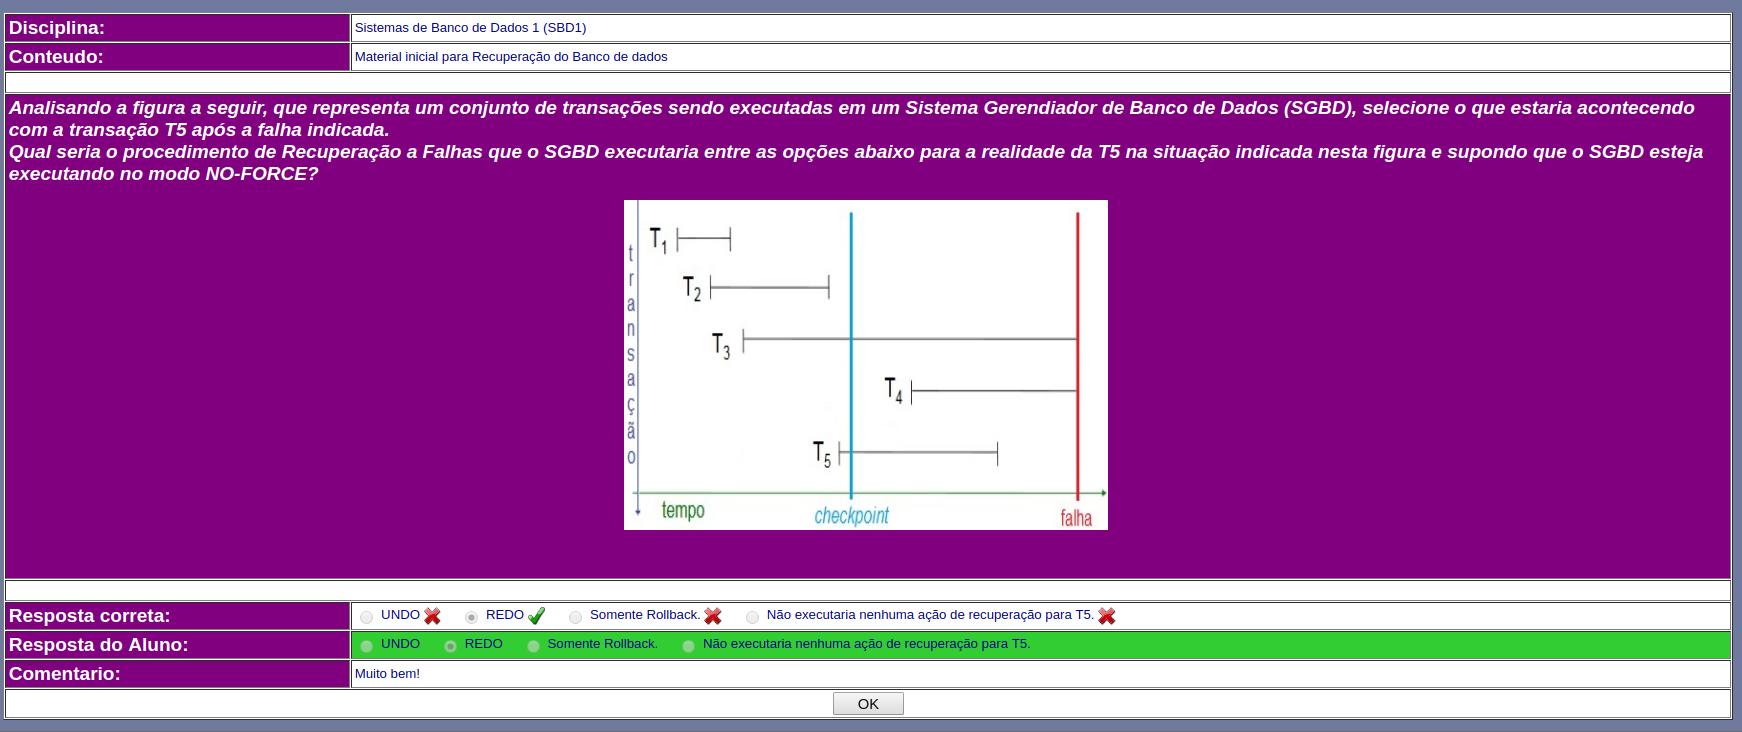 Disciplina: Sistemas de Banco de Dados 1 (SBD1)
Conteudo: Material inicial para Recuperação do Banco de dados
Analisando a figura a seguir, que representa um conjunto de transações sendo executadas em um Sistema Gerendiador de Banco de Dados (SGBD), selecione o que estaria acontecendo
com a transação T5 após a falha indicada.
Qual seria o procedimento de Recuperação a Falhas que o SGBD executaria entre as opções abaixo para a realidade da T5 na situação indicada nesta figura e supondo que o SGBD esteja
executando no modo NO-FORCE?
transação
T1
T2
T3
T4
T5
tempo
checkpoint
falha
Resposta correta: UNDO REDO Somente Rollback. Não executaria nenhuma ação de recuperação para T5.
Resposta do Aluno: UNDO REDO Somente Rollback. Não executaria nenhuma ação de recuperação para T5.
Comentario: Muito bem!
OK